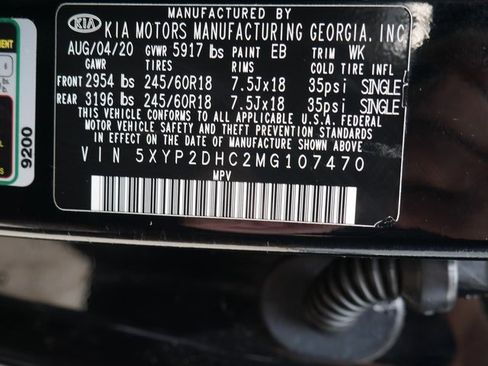 MANUFACTURED BY
KIA KIA MOTORS MANUFACTURING GEORGIA, INC
AUG/04/20 GVWR 5917 lbs PAINT EB TRIM WK
GAWR TIRES RIMS COLD TIRE INFL
FRONT 2954 lbs 245/60R18 7.5Jx18 35psi SINGLE
REAR 3196 lbs 245/60R18 7.5Jx18 35psi SINGLE
THIS VEHICLE CONFORMS TO ALL APPLICABLE U.S.A. FEDERAL
MOTOR VEHICLE SAFETY, BUMPER, AND THEFT PREVENTION STANDARDS
IN EFFECT ON THE DATE OF MANUFACTURE SHOWN ABOVE.
VIN 5XYP2DHC2MG107470
MPV
9200